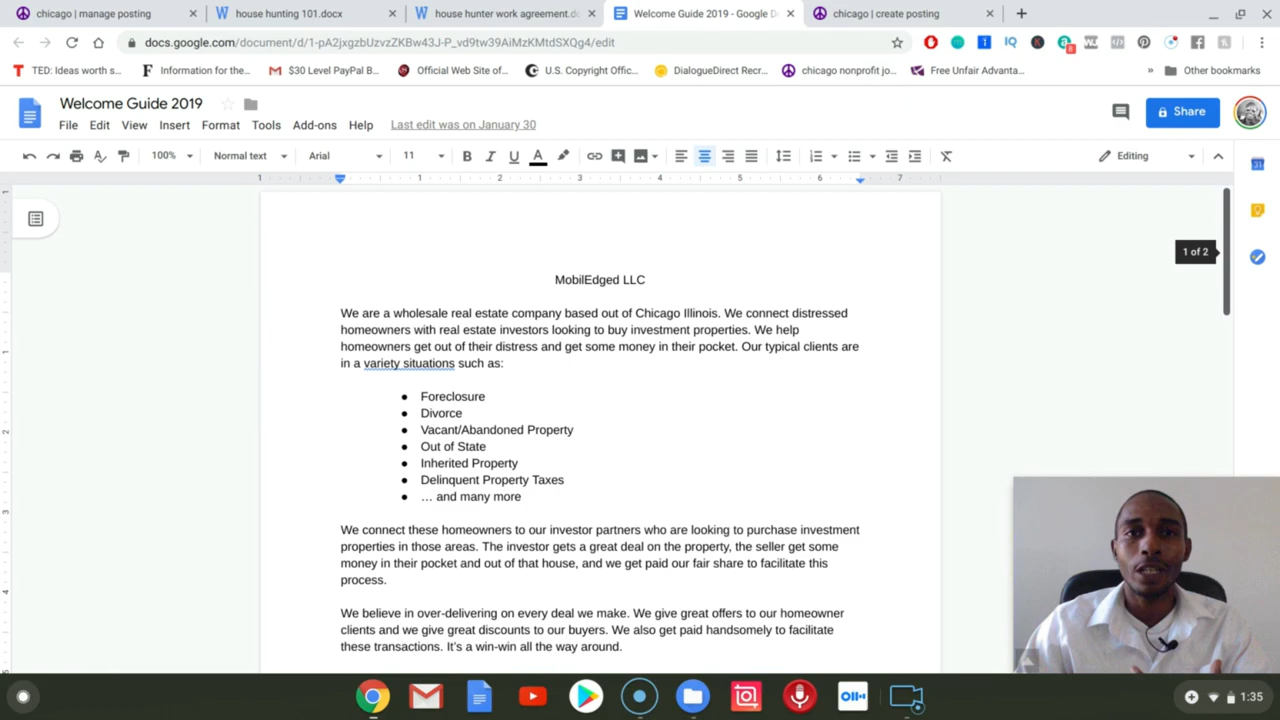 chicago | manage posting
house hunting 101.docx
house hunter work agreement.do
Welcome Guide 2019 - Google D
chicago | create posting
docs.google.com/document/d/1-pA2jxgzbUzvzZKBw43J-P_vd9tw39AiMzKMtdSXQg4/edit
TED: Ideas worth s...
Information for the...
$30 Level PayPal B...
Official Web Site of...
U.S. Copyright Offic...
DialogueDirect Recr...
chicago nonprofit jo...
Free Unfair Advanta...
» Other bookmarks
Welcome Guide 2019
File Edit View Insert Format Tools Add-ons Help Last edit was on January 30
Share
100% Normal text Arial 11 B I U A Editing
1 1 2 3 4 5 6 7
1 of 2
MobilEdged LLC
We are a wholesale real estate company based out of Chicago Illinois. We connect distressed
homeowners with real estate investors looking to buy investment properties. We help
homeowners get out of their distress and get some money in their pocket. Our typical clients are
in a variety situations such as:
● Foreclosure
● Divorce
● Vacant/Abandoned Property
● Out of State
● Inherited Property
● Delinquent Property Taxes
● … and many more
We connect these homeowners to our investor partners who are looking to purchase investment
properties in those areas. The investor gets a great deal on the property, the seller get some
money in their pocket and out of that house, and we get paid our fair share to facilitate this
process.
We believe in over-delivering on every deal we make. We give great offers to our homeowner
clients and we give great discounts to our buyers. We also get paid handsomely to facilitate
these transactions. It's a win-win all the way around.
1:35